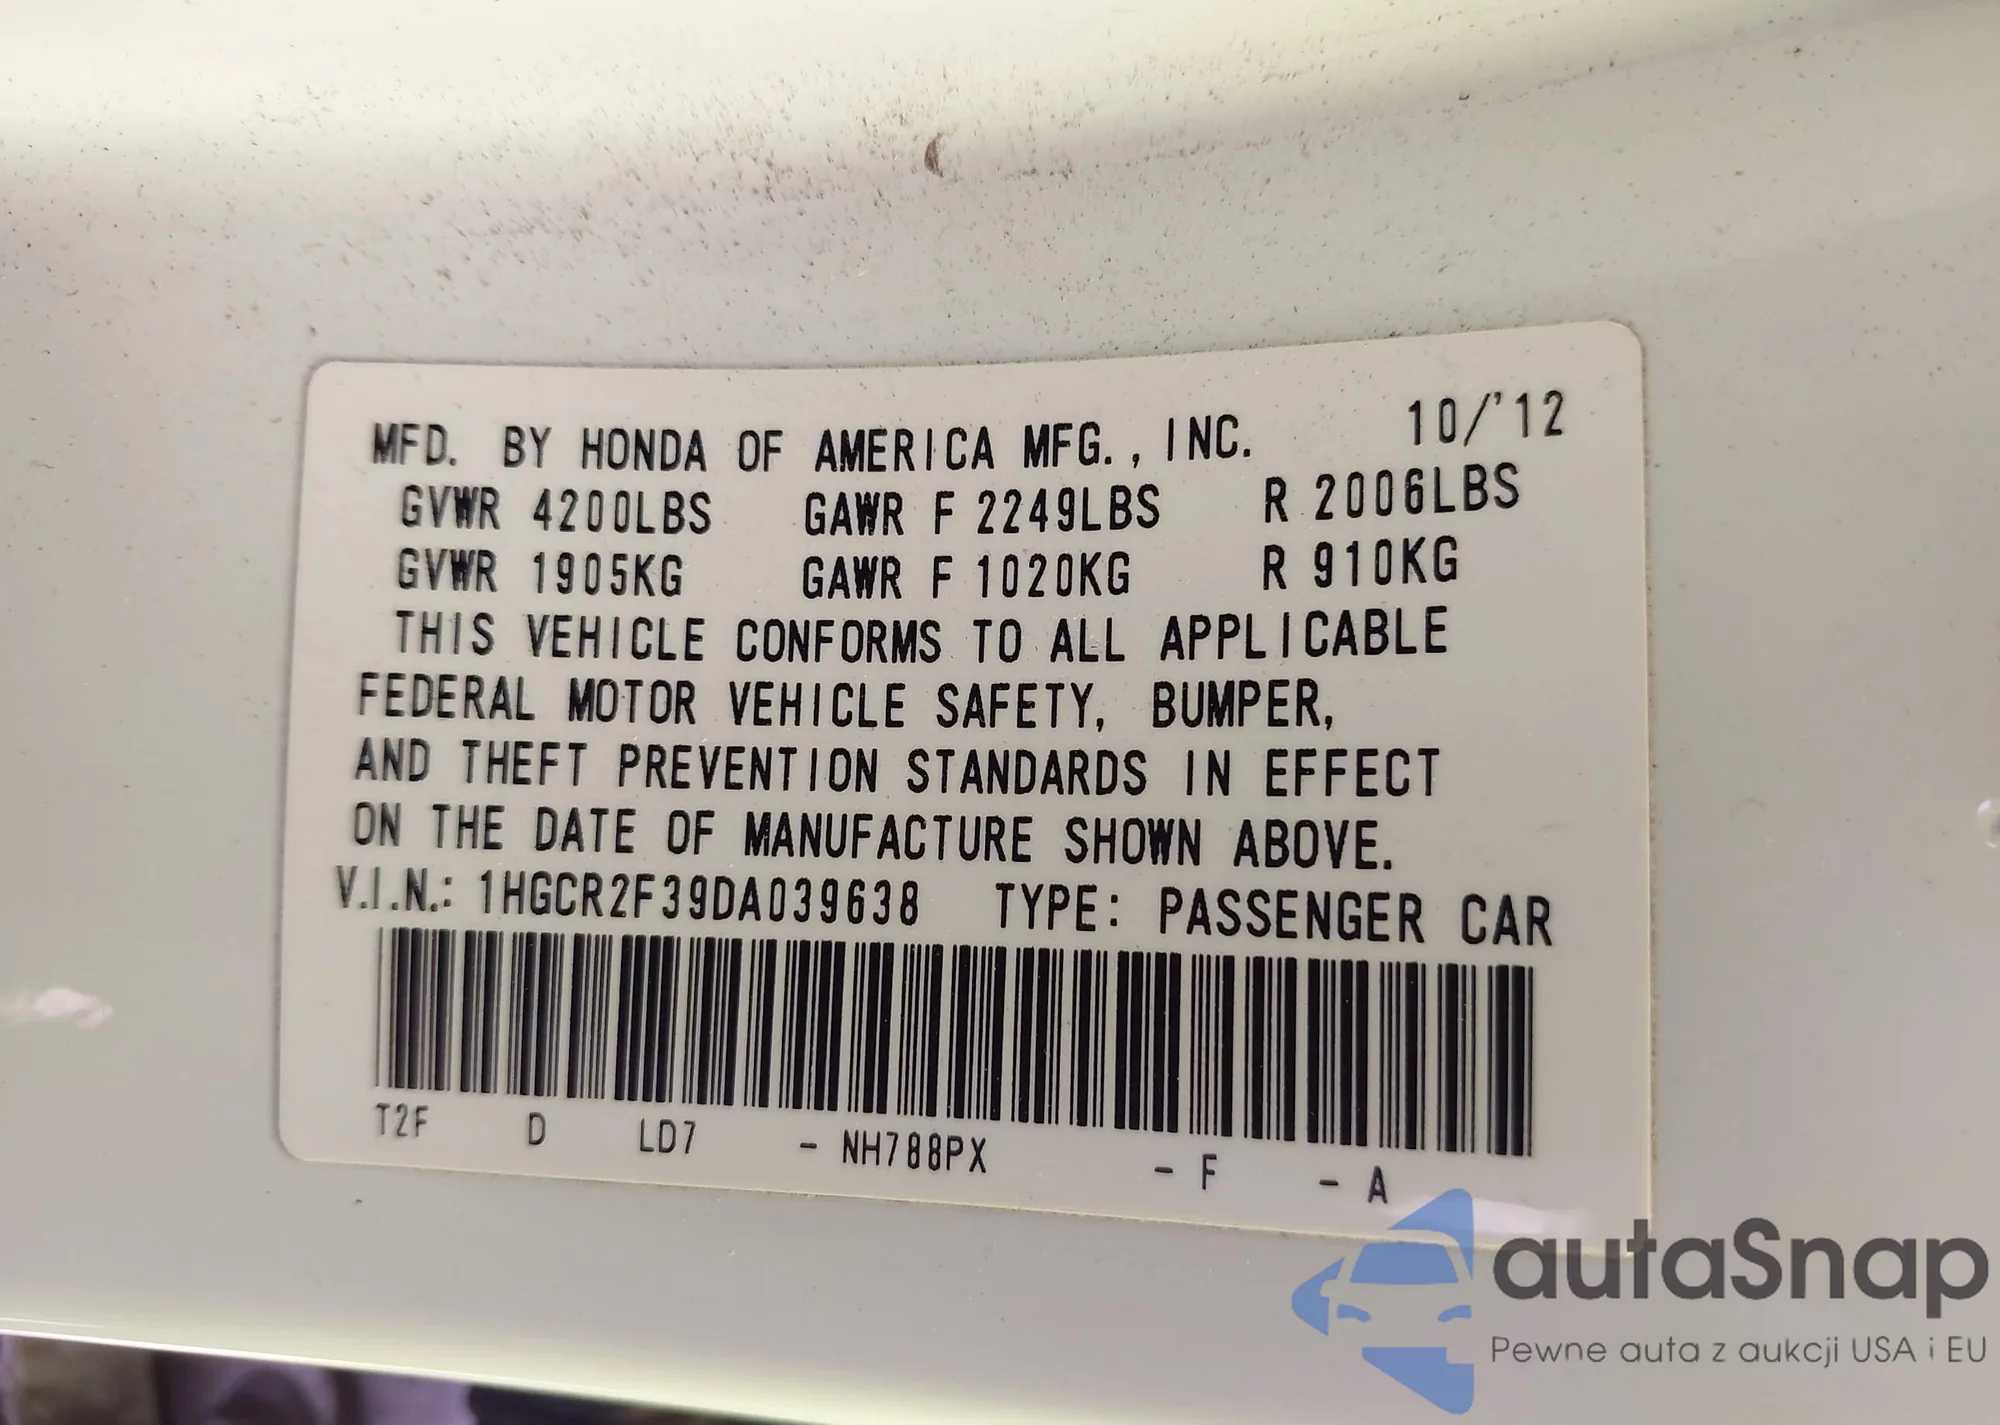 MFD. BY HONDA OF AMERICA MFG., INC. 10/'12
GVWR 4200LBS GAWR F 2249LBS R 2006LBS
GVWR 1905KG GAWR F 1020KG R 910KG
THIS VEHICLE CONFORMS TO ALL APPLICABLE
FEDERAL MOTOR VEHICLE SAFETY, BUMPER,
AND THEFT PREVENTION STANDARDS IN EFFECT
ON THE DATE OF MANUFACTURE SHOWN ABOVE.
V.I.N.: 1HGCR2F39DA039638 TYPE: PASSENGER CAR
T2F D LD7 - NH788PX - F - A
autaSnap
Pewne auta z aukcji USA i EU